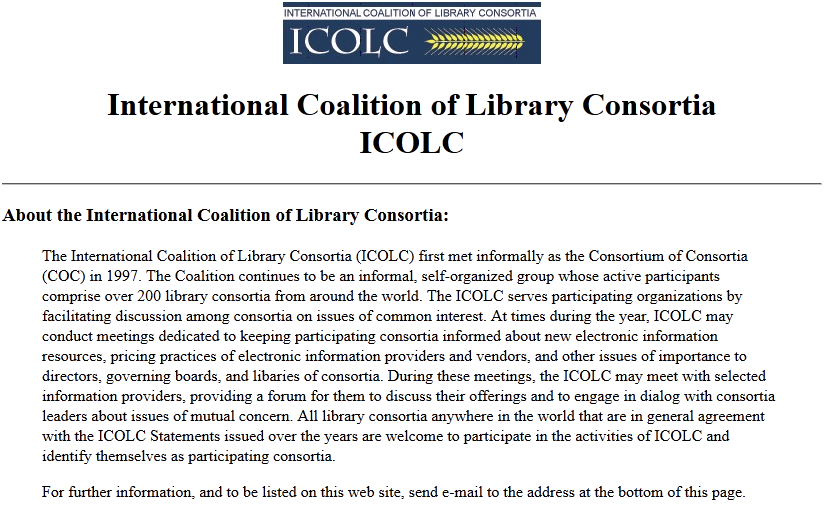 INTERNATIONAL COALITION OF LIBRARY CONSORTIA
ICOLC
International Coalition of Library Consortia
ICOLC
About the International Coalition of Library Consortia:
The International Coalition of Library Consortia (ICOLC) first met informally as the Consortium of Consortia
(COC) in 1997. The Coalition continues to be an informal, self-organized group whose active participants
comprise over 200 library consortia from around the world. The ICOLC serves participating organizations by
facilitating discussion among consortia on issues of common interest. At times during the year, ICOLC may
conduct meetings dedicated to keeping participating consortia informed about new electronic information
resources, pricing practices of electronic information providers and vendors, and other issues of importance to
directors, governing boards, and libaries of consortia. During these meetings, the ICOLC may meet with selected
information providers, providing a forum for them to discuss their offerings and to engage in dialog with consortia
leaders about issues of mutual concern. All library consortia anywhere in the world that are in general agreement
with the ICOLC Statements issued over the years are welcome to participate in the activities of ICOLC and
identify themselves as participating consortia.
For further information, and to be listed on this web site, send e-mail to the address at the bottom of this page.